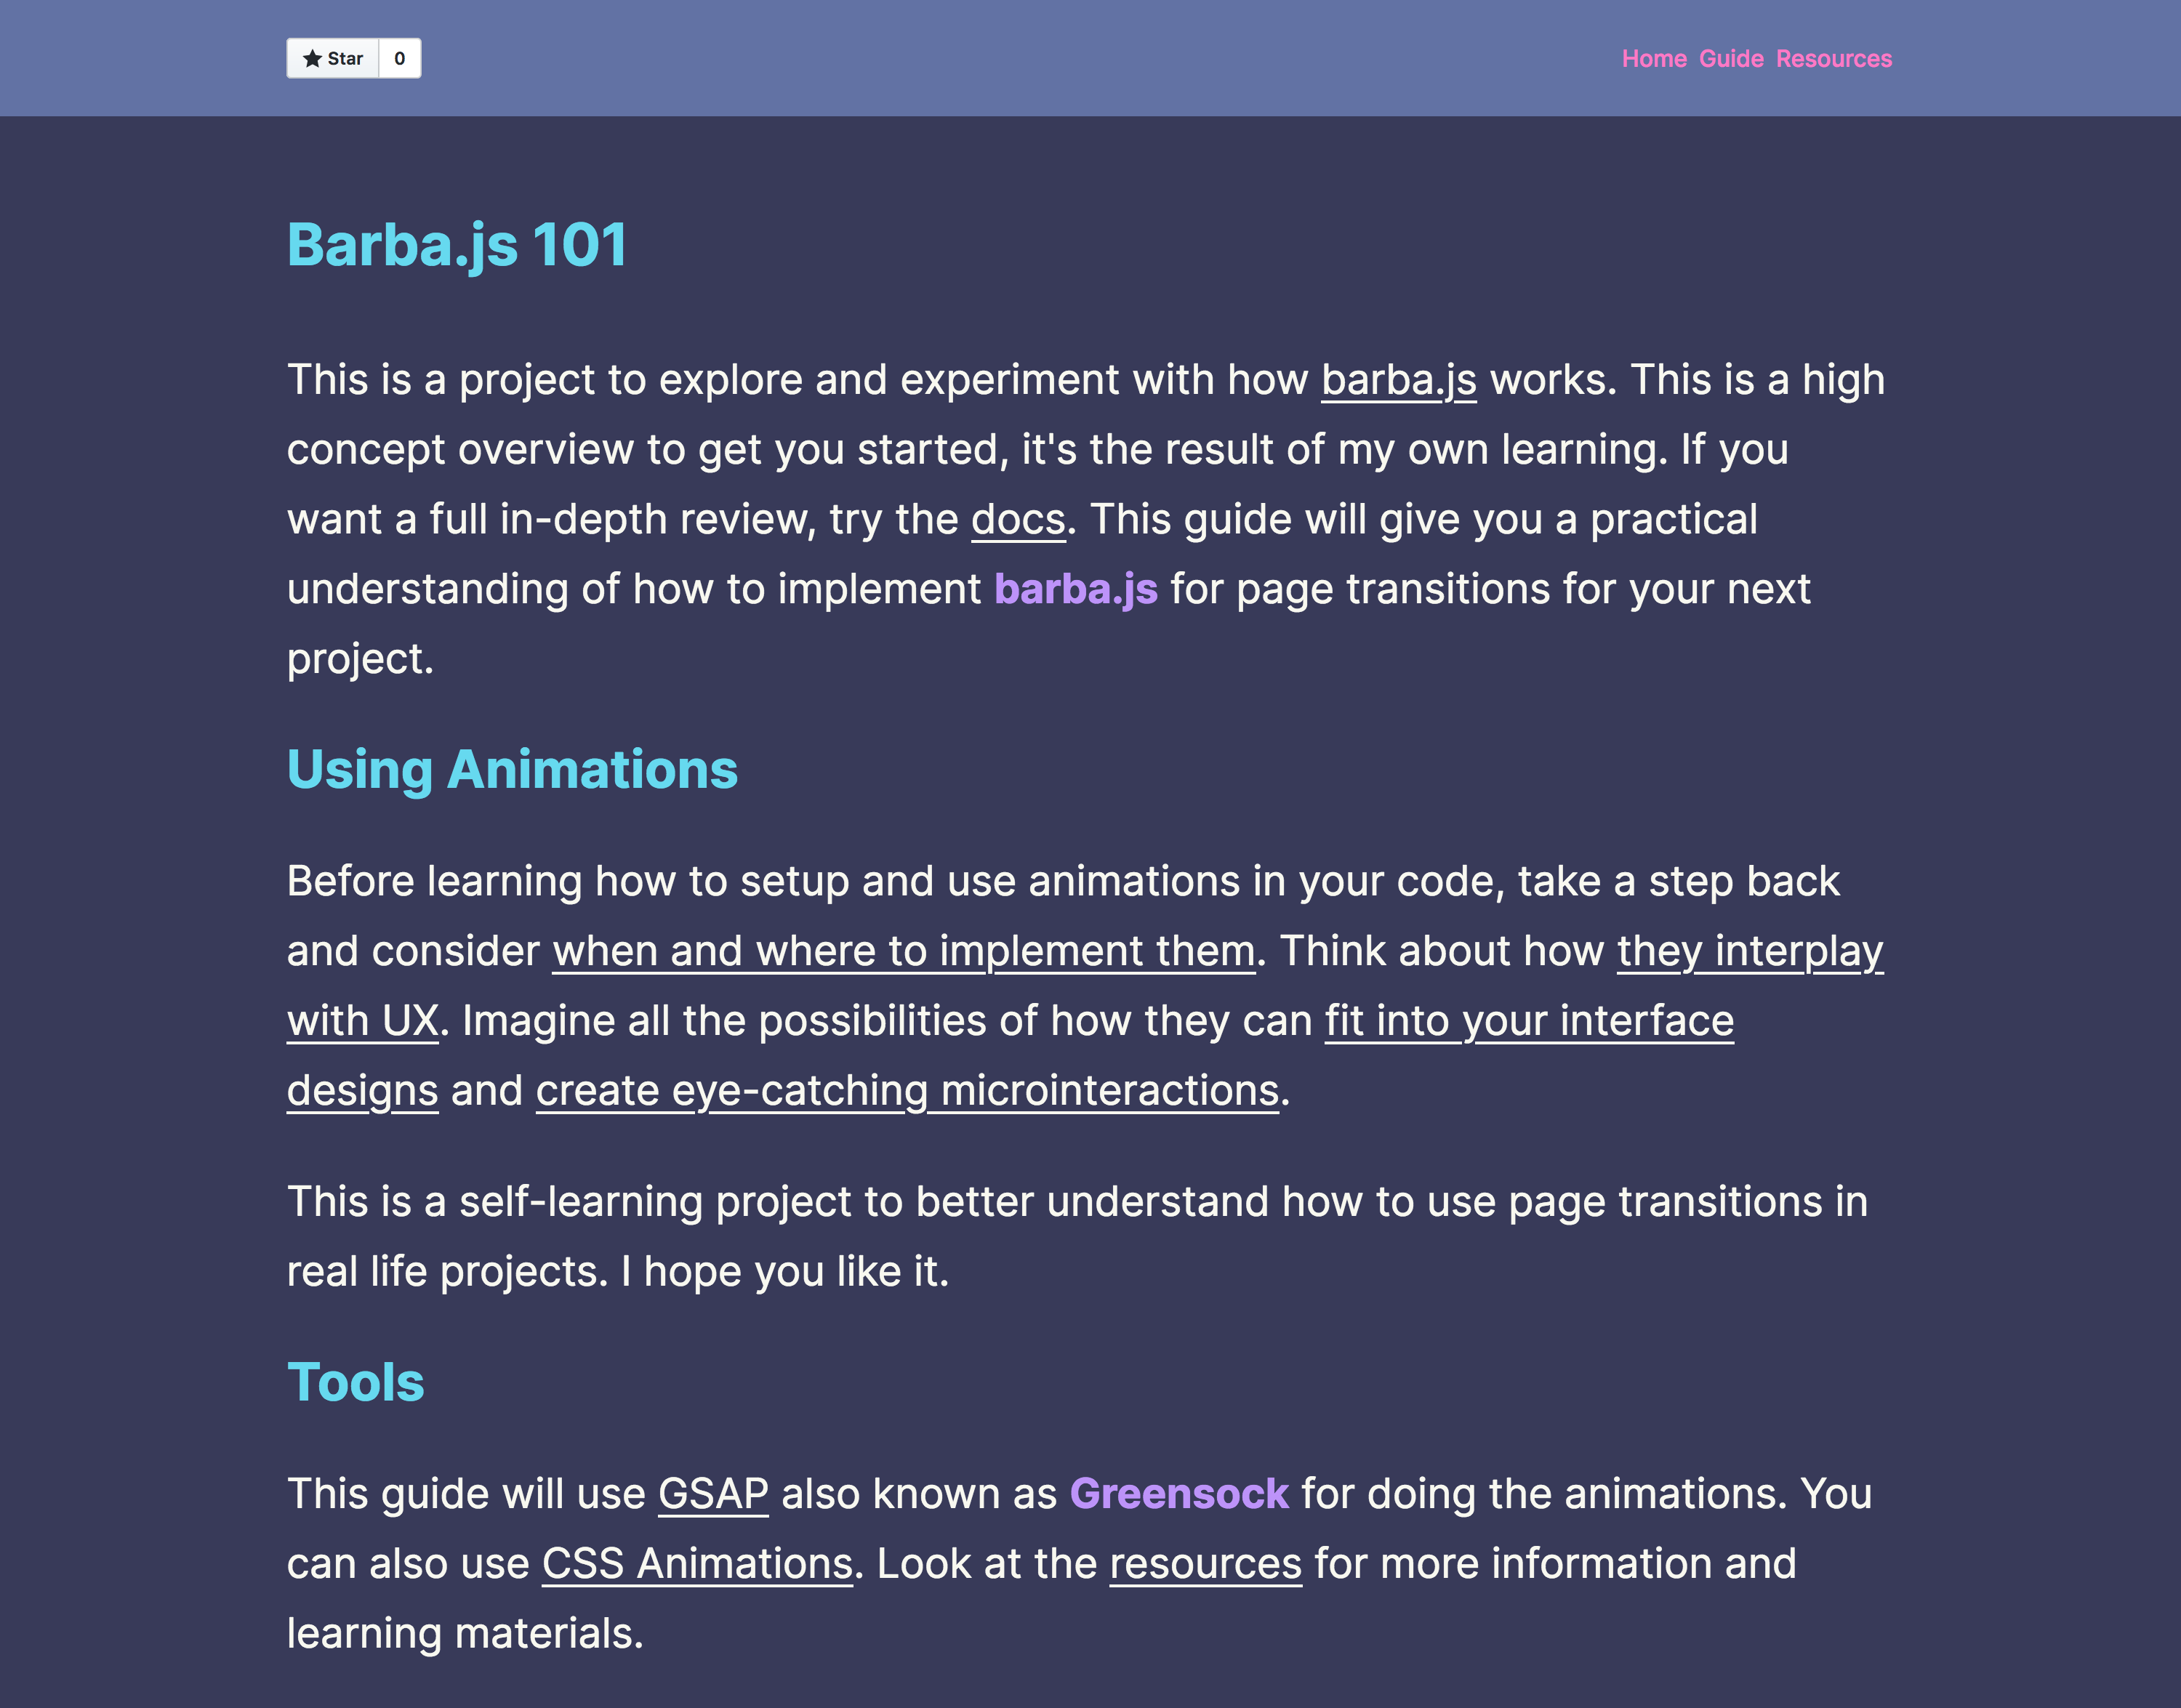 Star 0
Home Guide Resources
Barba.js 101
This is a project to explore and experiment with how barba.js works. This is a high
concept overview to get you started, it's the result of my own learning. If you
want a full in-depth review, try the docs. This guide will give you a practical
understanding of how to implement barba.js for page transitions for your next
project.
Using Animations
Before learning how to setup and use animations in your code, take a step back
and consider when and where to implement them. Think about how they interplay
with UX. Imagine all the possibilities of how they can fit into your interface
designs and create eye-catching microinteractions.
This is a self-learning project to better understand how to use page transitions in
real life projects. I hope you like it.
Tools
This guide will use GSAP also known as Greensock for doing the animations. You
can also use CSS Animations. Look at the resources for more information and
learning materials.